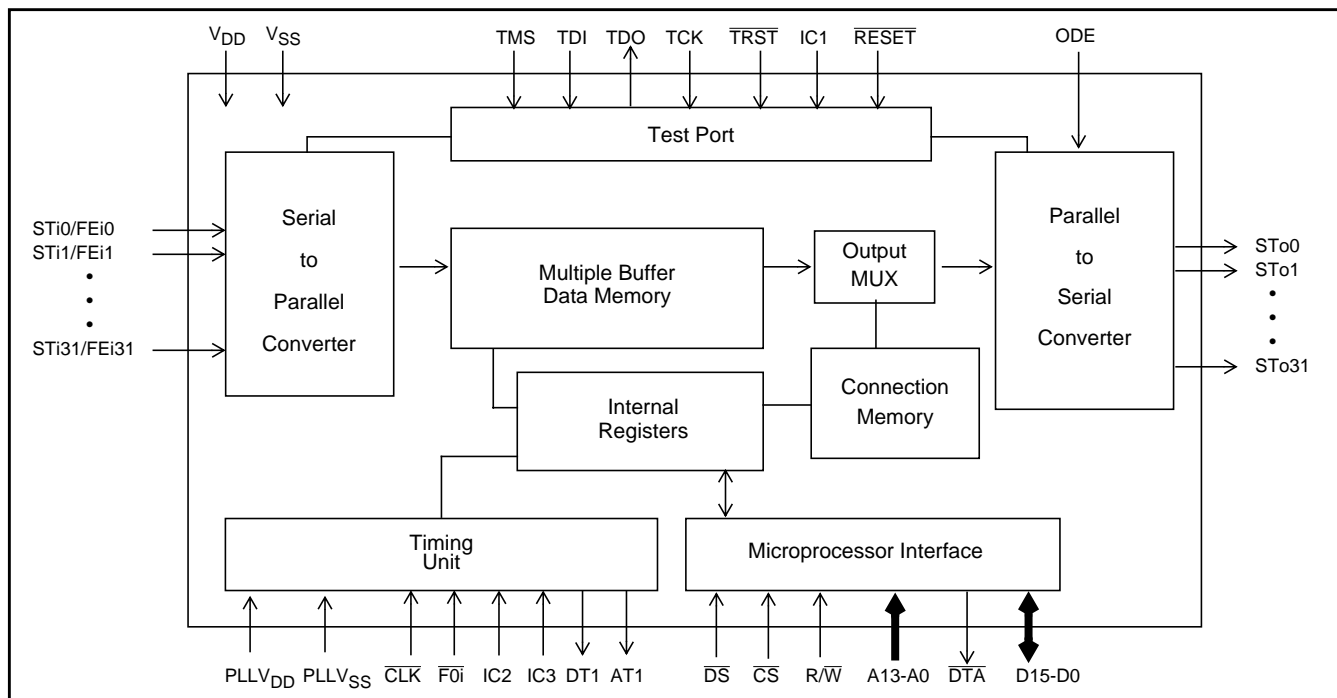 VDD VSS TMS TDI TDO TCK TRST IC1 RESET ODE
Test Port
Serial
to
Parallel
Converter
STi0/FEi0
STi1/FEi1
STi31/FEi31
Multiple Buffer
Data Memory
Output
MUX
Parallel
to
Serial
Converter
STo0
STo1
STo31
Internal
Registers
Connection
Memory
Timing
Unit
Microprocessor Interface
PLLVDD PLLVSS CLK F0i IC2 IC3 DT1 AT1 DS CS R/W A13-A0 DTA D15-D0